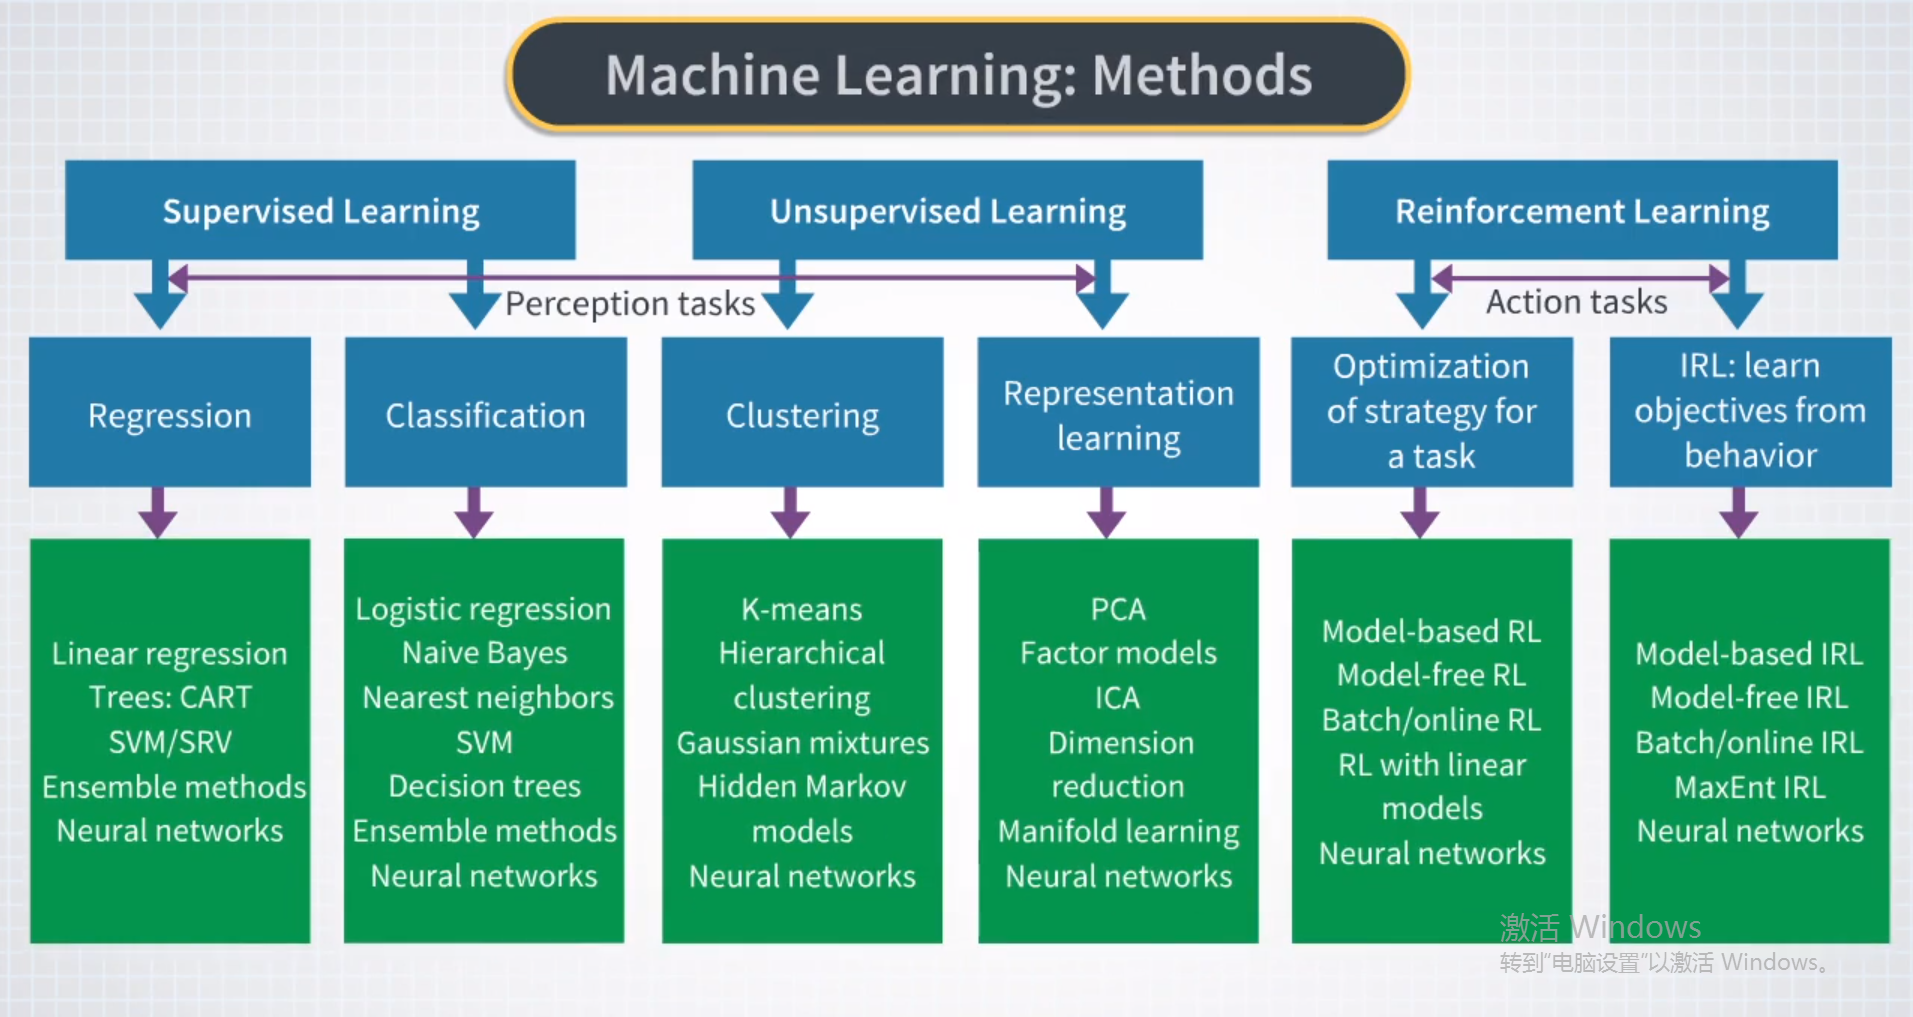 Machine Learning: Methods
Supervised Learning
Unsupervised Learning
Reinforcement Learning
Perception tasks
Action tasks
Regression
Classification
Clustering
Representation
learning
Optimization
of strategy for
a task
IRL: learn
objectives from
behavior
Linear regression
Trees: CART
SVM/SRV
Ensemble methods
Neural networks
Logistic regression
Naive Bayes
Nearest neighbors
SVM
Decision trees
Ensemble methods
Neural networks
K-means
Hierarchical
clustering
Gaussian mixtures
Hidden Markov
models
Neural networks
PCA
Factor models
ICA
Dimension
reduction
Manifold learning
Neural networks
Model-based RL
Model-free RL
Batch/online RL
RL with linear
models
Neural networks
Model-based IRL
Model-free IRL
Batch/online IRL
MaxEnt IRL
Neural networks
激活 Windows
转到“电脑设置”以激活 Windows。